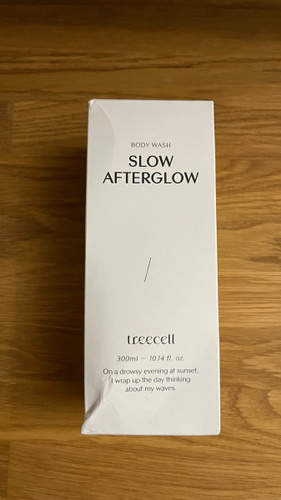 BODY WASH
SLOW
AFTERGLOW
/
treecell
300ml — 10.14 fl. oz.
On a drowsy evening at sunset,
I wrap up the day thinking
about my waves.